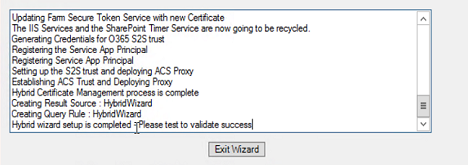 Updating Farm Secure Token Service with new Certificate
The IIS Services and the SharePoint Timer Service are now going to be recycled.
Generating Credentials for O365 S2S trust
Registering the Service App Principal
Registering Service App Principal
Setting up the S2S trust and deploying ACS Proxy
Establishing ACS Trust and Deploying Proxy
Hybrid Certificate Management process is complete
Creating Result Source : HybridWizard
Creating Query Rule : HybridWizard
Hybrid wizard setup is completed - Please test to validate success
Exit Wizard